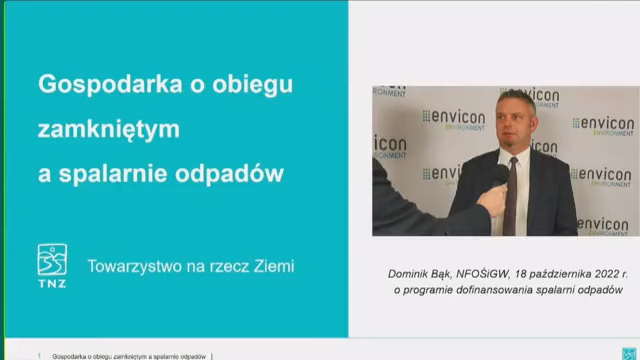 Gospodarka o obiegu
zamkniętym
a spalarnie odpadów
TNZ
Towarzystwo na rzecz Ziemi
envicon
ENVIRONMENT
envicon
ENVIRONMENT
envicon
ENVIRONMENT
envicon
ENVIRONMENT
envicon
Dominik Bąk, NFOŚiGW, 18 października 2022 r.
o programie dofinansowania spalarni odpadów
1 Gospodarka o obiegu zamkniętym a spalarnie odpadów